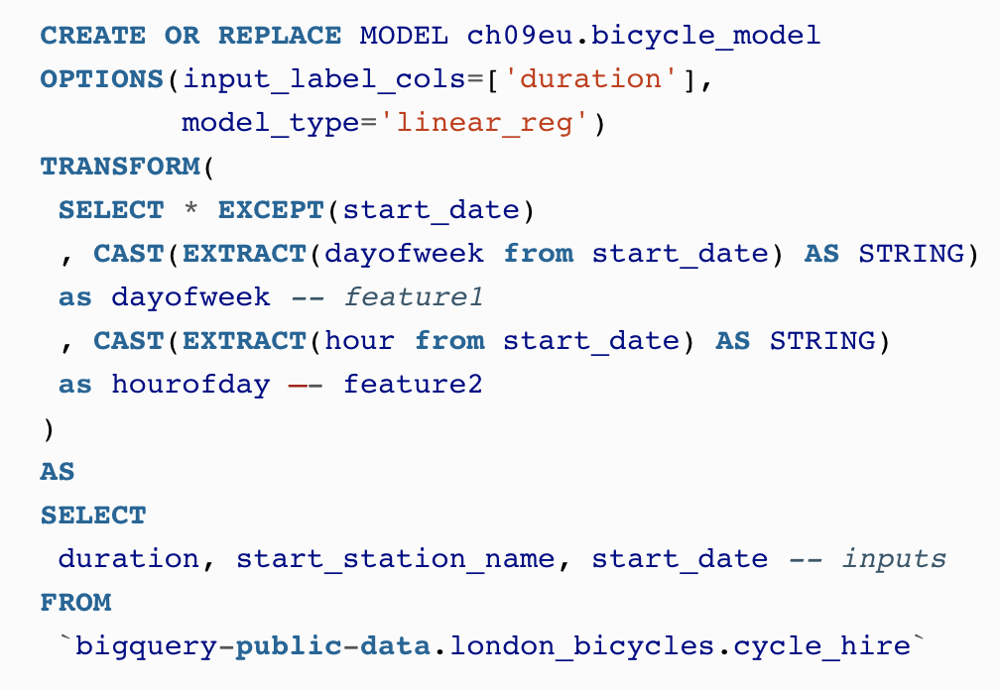 CREATE OR REPLACE MODEL ch09eu.bicycle_model
OPTIONS(input_label_cols=['duration'],
        model_type='linear_reg')
TRANSFORM(
 SELECT * EXCEPT(start_date)
 , CAST(EXTRACT(dayofweek from start_date) AS STRING)
 as dayofweek -- feature1
 , CAST(EXTRACT(hour from start_date) AS STRING)
 as hourofday –- feature2
)
AS
SELECT
 duration, start_station_name, start_date -- inputs
FROM
 `bigquery-public-data.london_bicycles.cycle_hire`